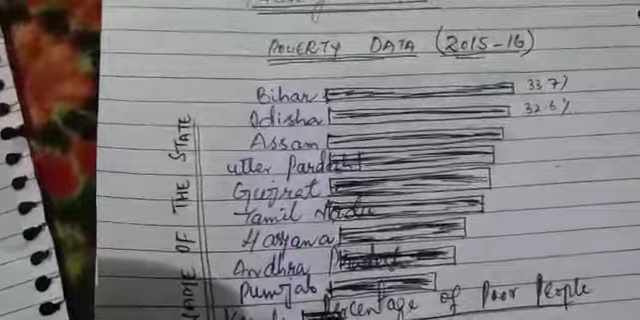 POVERTY DATA (2015-16)
Bihar 33.7%
Odisha 32.6%
Assam
utter Pardesh
Gujrat
Tamil Nadu
Haryana
Andhra Pradesh
Punjab
Percentage of Poor People
NAME OF THE STATE